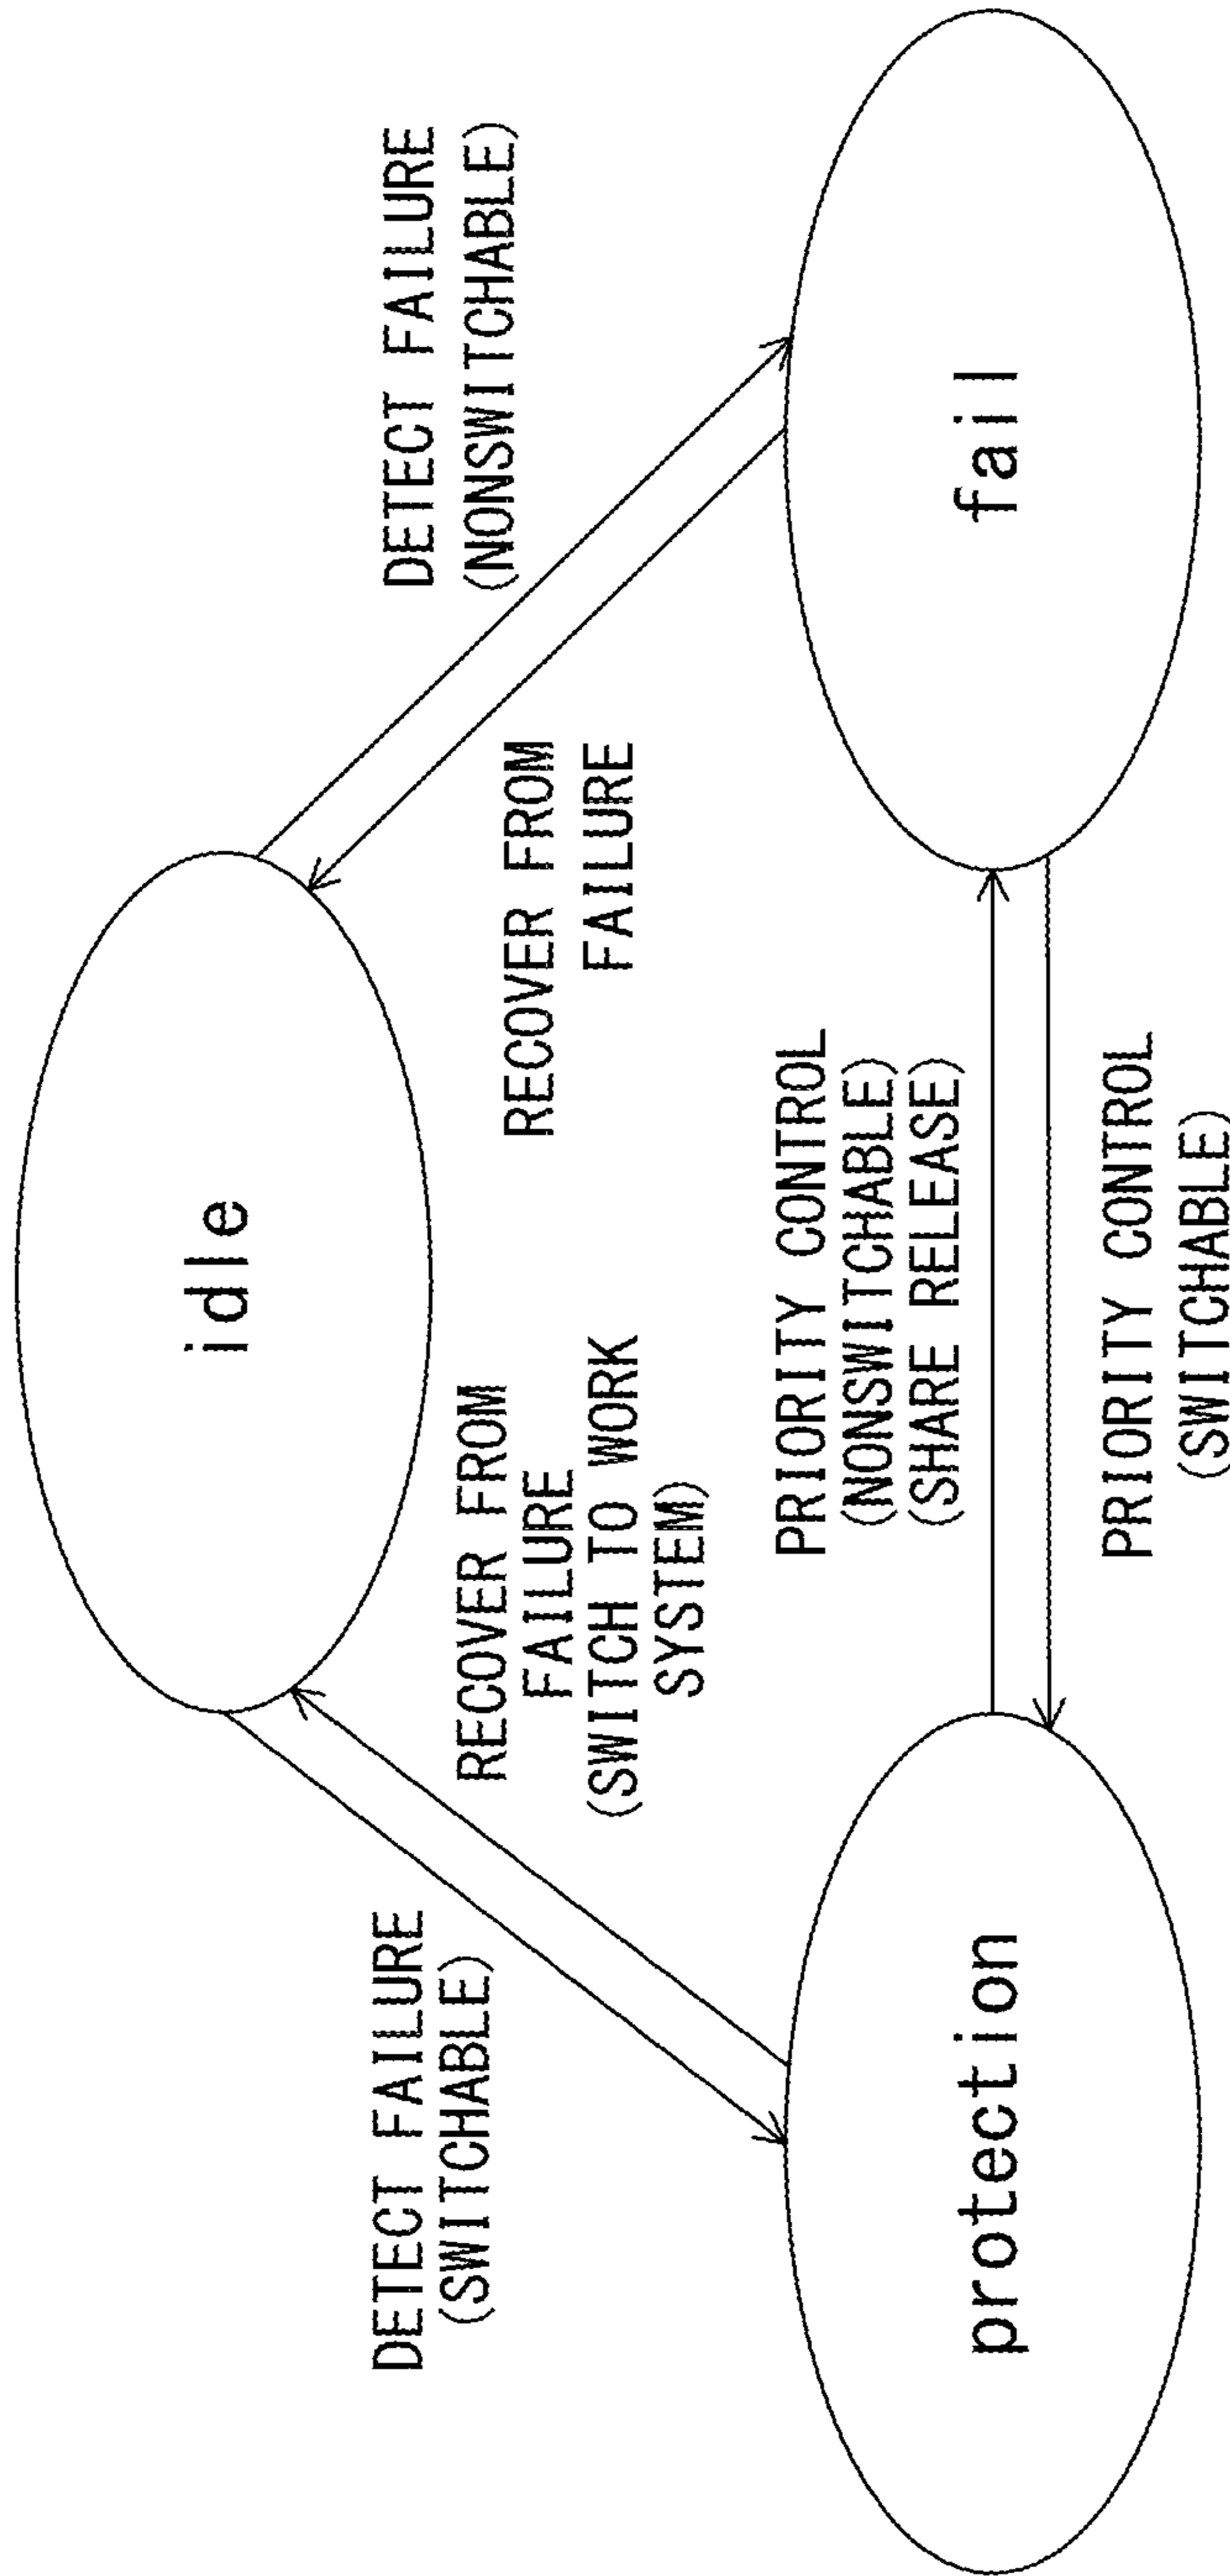 idle
DETECT FAILURE
(SWITCHABLE)
RECOVER FROM
FAILURE
(SWITCH TO WORK
SYSTEM)
DETECT FAILURE
(NONSWITCHABLE)
RECOVER FROM
FAILURE
PRIORITY CONTROL
(NONSWITCHABLE)
(SHARE RELEASE)
protection
fail
PRIORITY CONTROL
(SWITCHABLE)